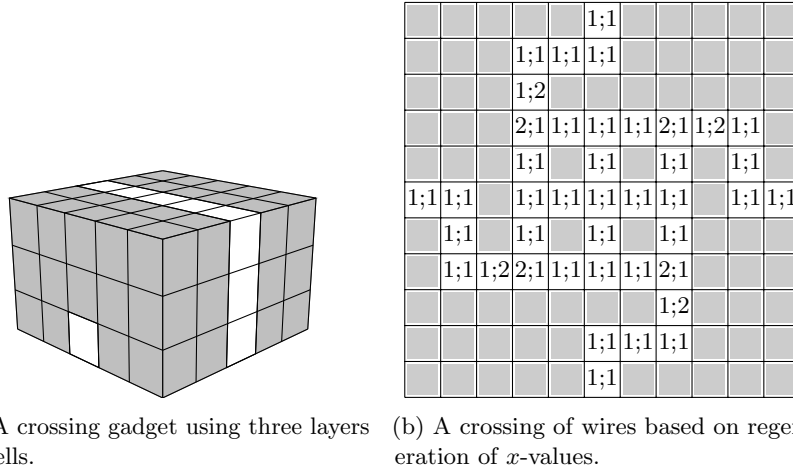 1;1
1;1 1;1 1;1
1;2
2;1 1;1 1;1 1;1 2;1 1;2 1;1
1;1 1;1 1;1 1;1
1;1 1;1 1;1 1;1 1;1 1;1 1;1 1;1 1;1
1;1 1;1 1;1 1;1
1;1 1;2 2;1 1;1 1;1 1;1 2;1
1;2
1;1 1;1 1;1
1;1
A crossing gadget using three layers
ells.
(b) A crossing of wires based on regen
eration of x-values.